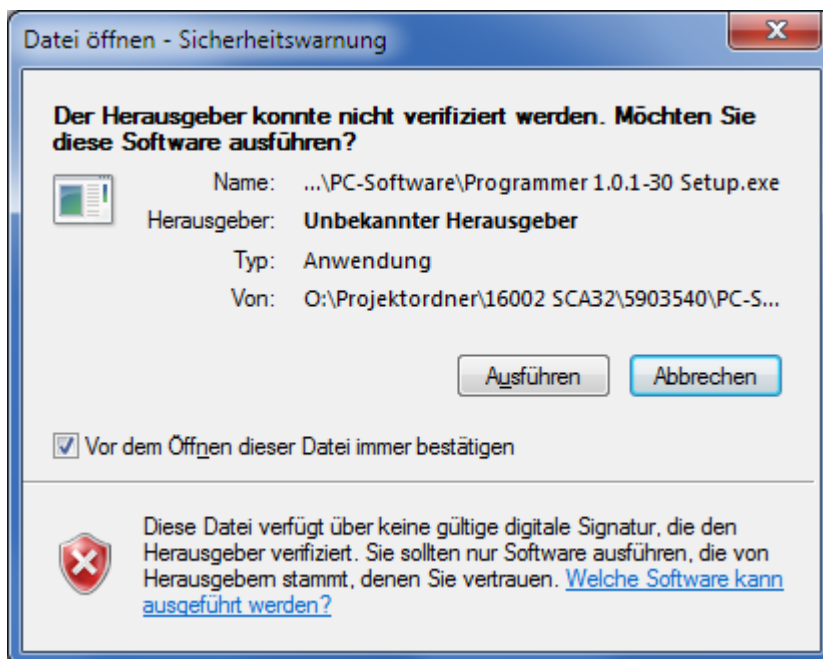 Datei öffnen - Sicherheitswarnung
Der Herausgeber konnte nicht verifiziert werden. Möchten Sie
diese Software ausführen?
Name: ...\PC-Software\Programmer 1.0.1-30 Setup.exe
Herausgeber: Unbekannter Herausgeber
Typ: Anwendung
Von: O:\Projektordner\16002 SCA32\5903540\PC-S...
Ausführen Abbrechen
Vor dem Öffnen dieser Datei immer bestätigen
Diese Datei verfügt über keine gültige digitale Signatur, die den
Herausgeber verifiziert. Sie sollten nur Software ausführen, die von
Herausgebern stammt, denen Sie vertrauen. Welche Software kann
ausgeführt werden?